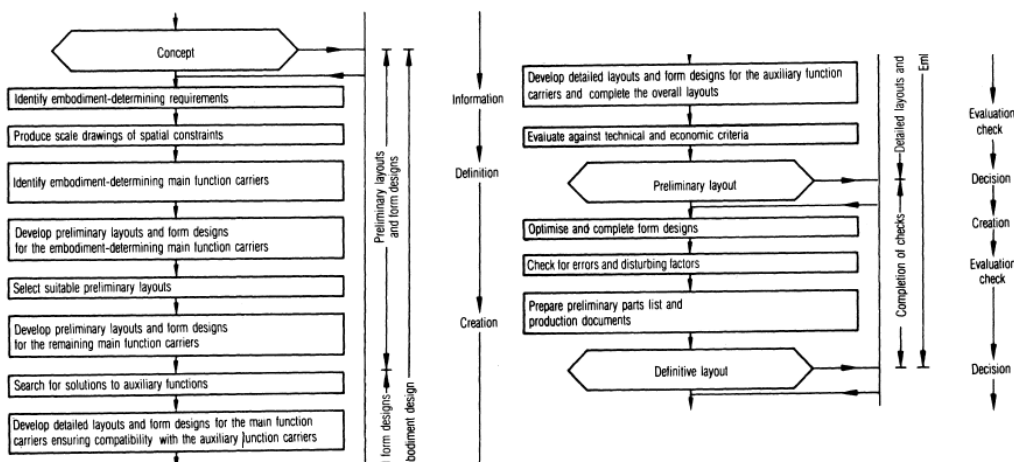 Concept
Identify embodiment-determining requirements
Produce scale drawings of spatial constraints
Identify embodiment-determining main function carriers
Develop preliminary layouts and form designs
for the embodiment-determining main function carriers
Select suitable preliminary layouts
Develop preliminary layouts and form designs
for the remaining main function carriers
Search for solutions to auxiliary functions
Develop detailed layouts and form designs for the main function
carriers ensuring compatibility with the auxiliary function carriers
Preliminary layouts
and form designs
form designs
bodiment design
Information
Definition
Creation
Develop detailed layouts and form designs for the auxiliary function
carriers and complete the overall layouts
Evaluate against technical and economic criteria
Preliminary layout
Optimise and complete form designs
Check for errors and disturbing factors
Prepare preliminary parts list and
production documents
Definitive layout
Detailed layouts and
Completion of checks
Evaluation
check
Decision
Creation
Evaluation
check
Decision